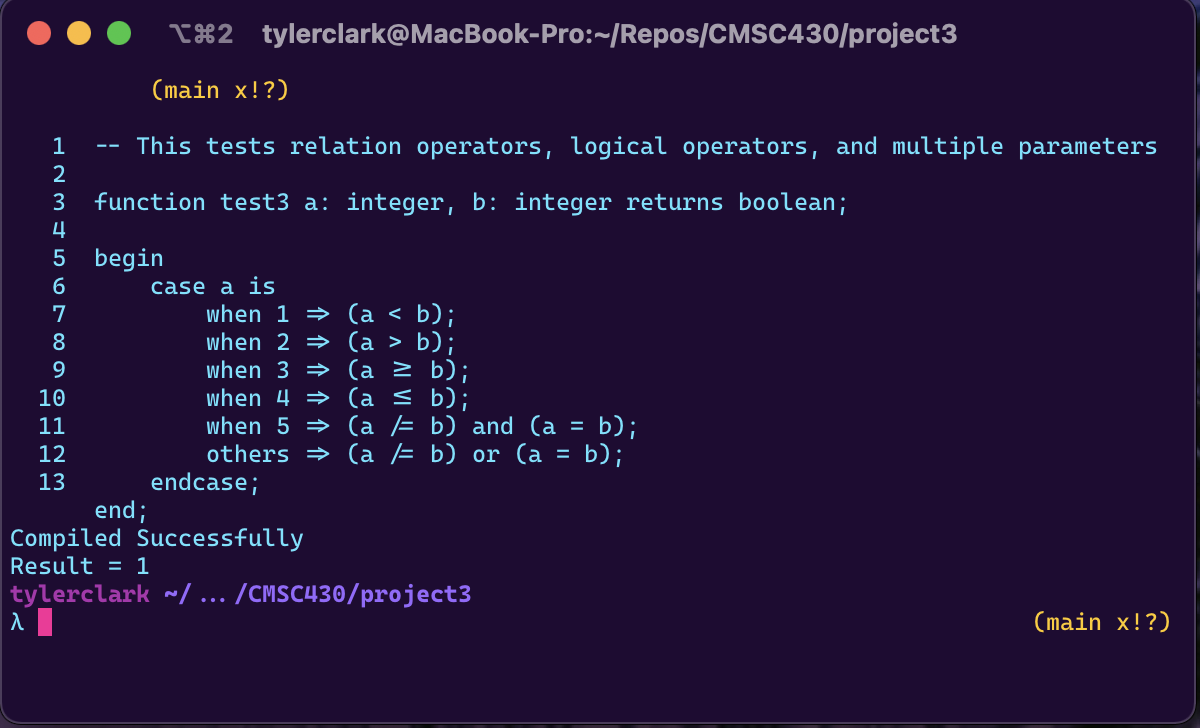 ⌥⌘2 tylerclark@MacBook-Pro:~/Repos/CMSC430/project3
(main x!?)
1 -- This tests relation operators, logical operators, and multiple parameters
2
3 function test3 a: integer, b: integer returns boolean;
4
5 begin
6 case a is
7 when 1 => (a < b);
8 when 2 => (a > b);
9 when 3 => (a ≥ b);
10 when 4 => (a ≤ b);
11 when 5 => (a /= b) and (a = b);
12 others => (a /= b) or (a = b);
13 endcase;
end;
Compiled Successfully
Result = 1
tylerclark ~/.../CMSC430/project3
λ (main x!?)